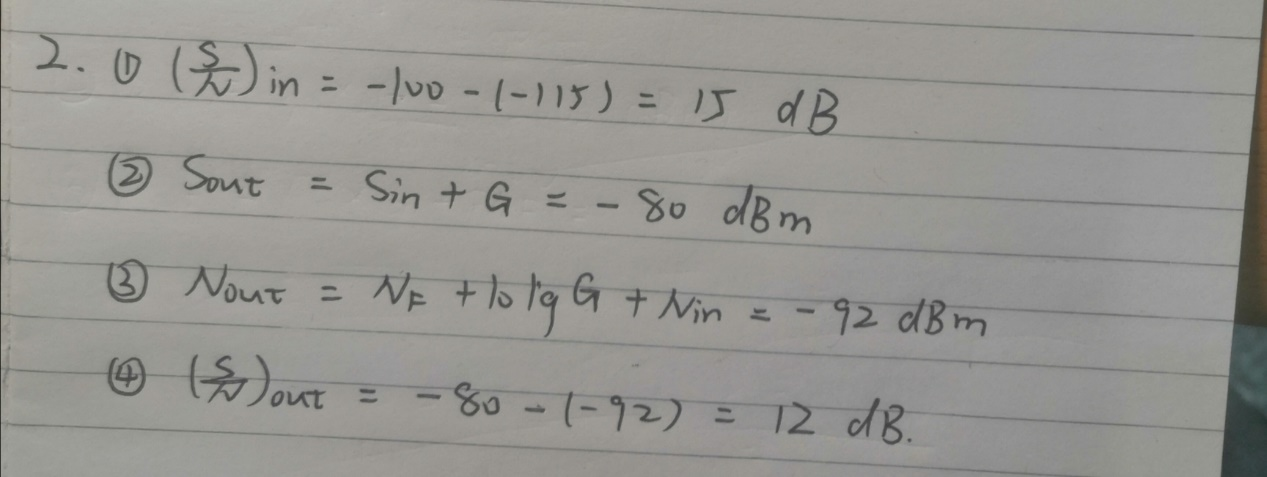 2. ① (S/N)in = -100 - (-115) = 15 dB
② Sout = Sin + G = - 80 dBm
③ Nout = NF + 10 lg G + Nin = - 92 dBm
④ (S/N)out = - 80 - (-92) = 12 dB.